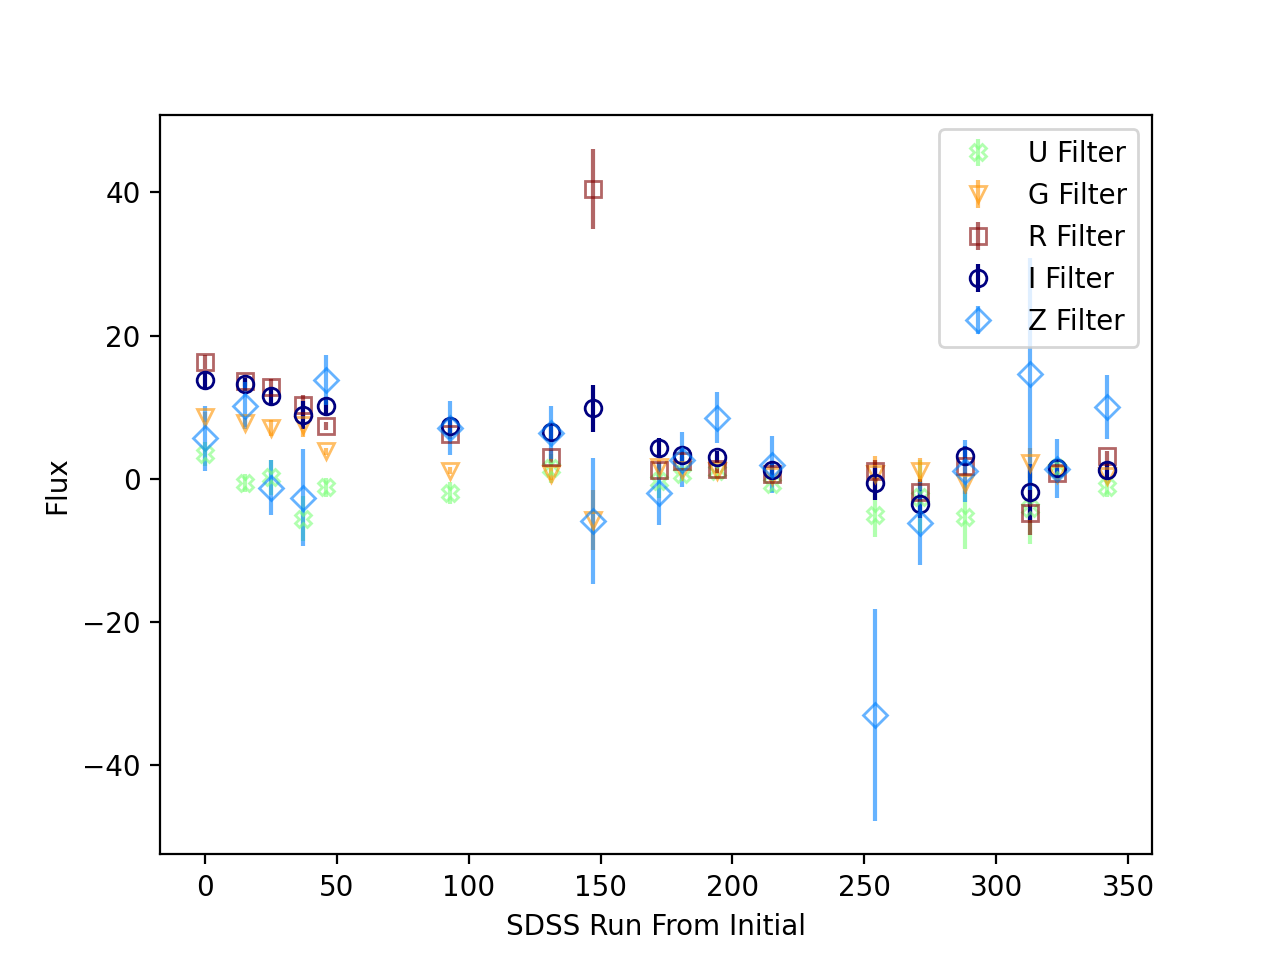 U Filter
G Filter
R Filter
I Filter
Z Filter
40
20
0
−20
−40
Flux
0 50 100 150 200 250 300 350
SDSS Run From Initial